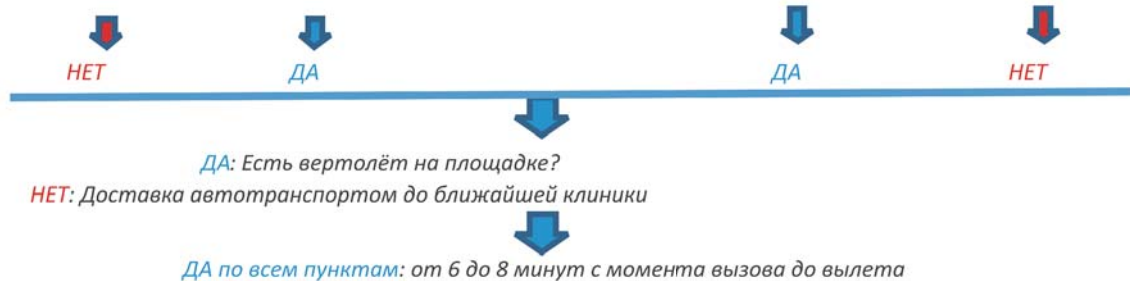 НЕТ ДА ДА НЕТ
ДА: Есть вертолёт на площадке?
НЕТ: Доставка автотранспортом до ближайшей клиники
ДА по всем пунктам: от 6 до 8 минут с момента вызова до вылета